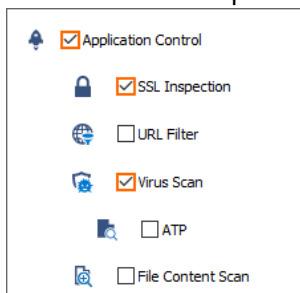 Application Control
SSL Inspection
URL Filter
Virus Scan
ATP
File Content Scan